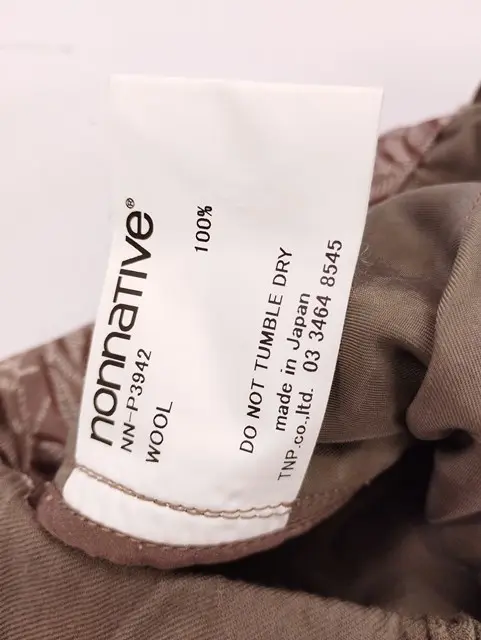 nonnative®
NN-P3942
WOOL 100%
DO NOT TUMBLE DRY
made in Japan
TNP.co.,ltd. 03 3464 8545